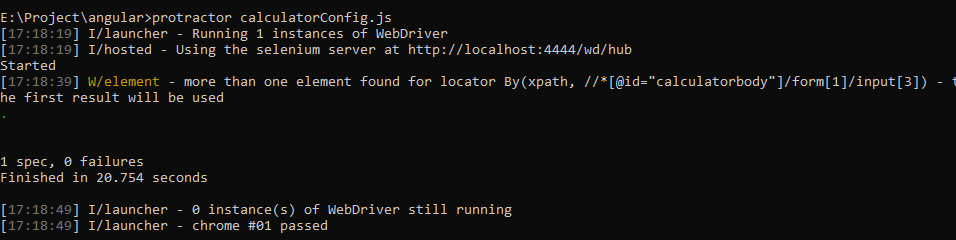 E:\Project\angular>protractor calculatorConfig.js
[17:18:19] I/launcher - Running 1 instances of WebDriver
[17:18:19] I/hosted - Using the selenium server at http://localhost:4444/wd/hub
Started
[17:18:39] W/element - more than one element found for locator By(xpath, //*[@id="calculatorbody"]/form[1]/input[3]) - t
he first result will be used
.
1 spec, 0 failures
Finished in 20.754 seconds
[17:18:49] I/launcher - 0 instance(s) of WebDriver still running
[17:18:49] I/launcher - chrome #01 passed